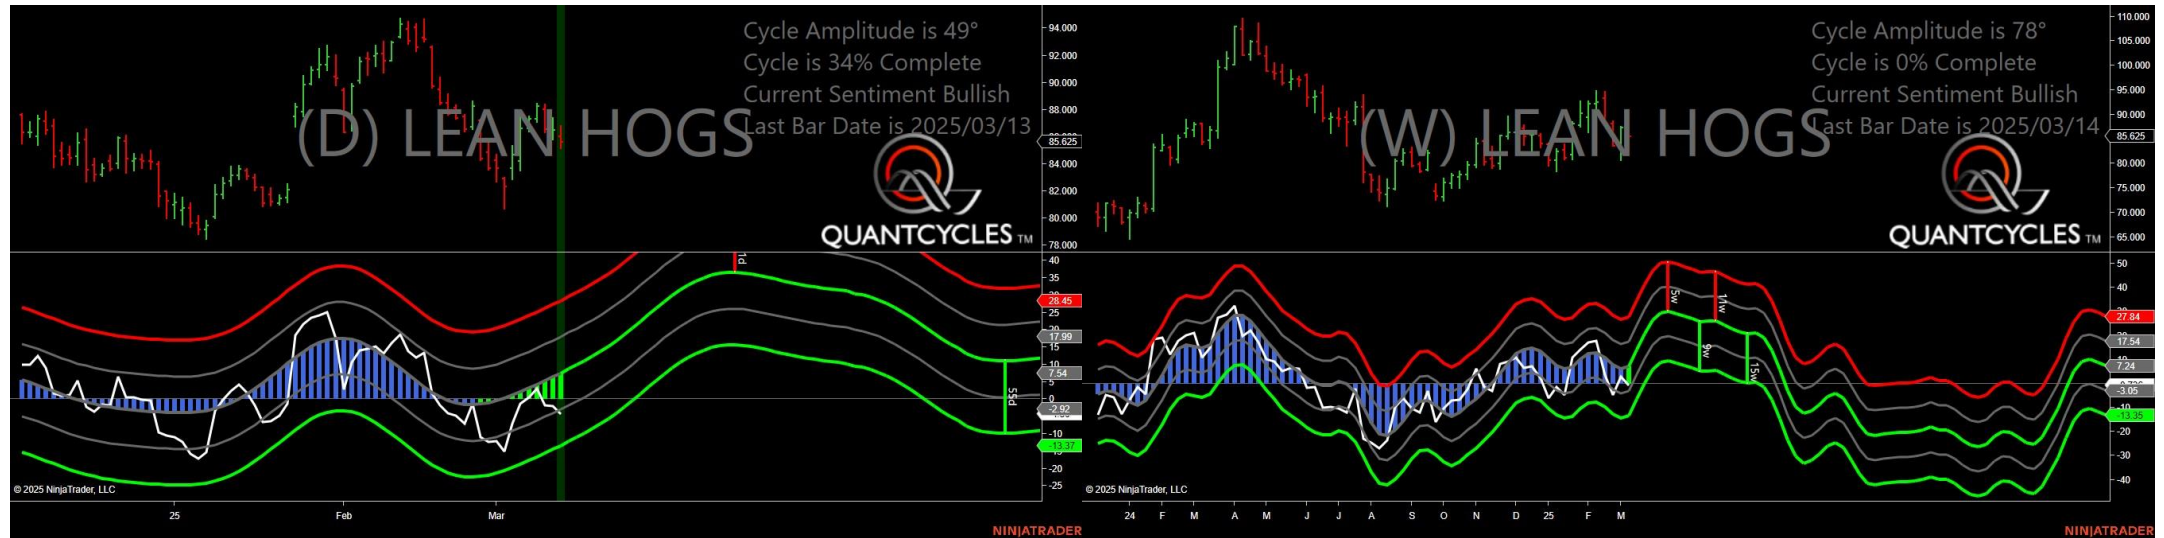 Cycle Amplitude is 49°
Cycle is 34% Complete
Current Sentiment Bullish
Last Bar Date is 2025/03/13
(D) LEAN HOGS
QUANTCYCLES TM
94.000
92.000
90.000
88.000
85.625
84.000
82.000
80.000
78.000
40
35
28.45
25
17.99
15
10
7.54
5
0
-2.92
-10
-13.37
-20
-25
1d
55d
© 2025 NinjaTrader, LLC
25
Feb
Mar
NINJATRADER
Cycle Amplitude is 78°
Cycle is 0% Complete
Current Sentiment Bullish
Last Bar Date is 2025/03/14
(W) LEAN HOGS
QUANTCYCLES TM
110.000
105.000
100.000
95.000
90.000
85.625
80.000
75.000
70.000
65.000
50
40
27.84
17.54
7.24
-3.05
-13.35
-20
-30
-40
5w
11w
9w
15w
© 2025 NinjaTrader, LLC
24 F M A M J J A S O N D 25 F M
NINJATRADER